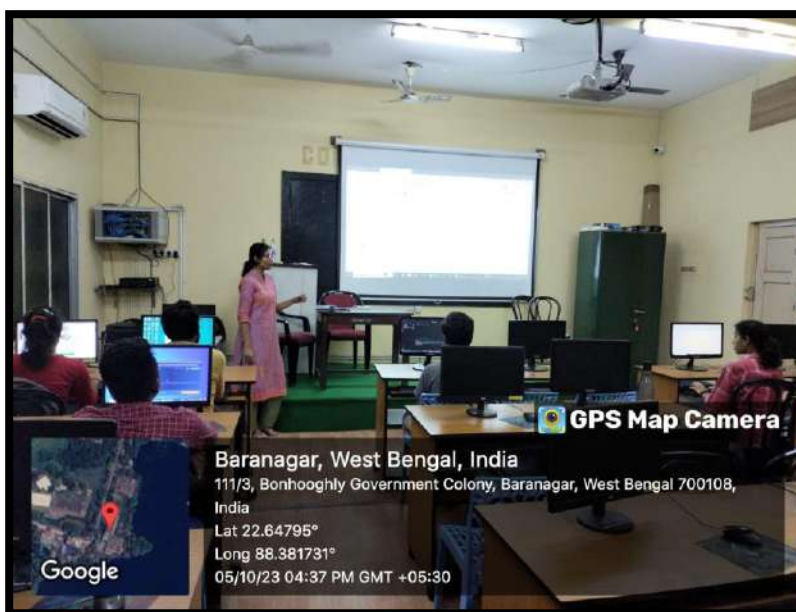 CO
GPS Map Camera
Baranagar, West Bengal, India
111/3, Bonhooghly Government Colony, Baranagar, West Bengal 700108,
India
Lat 22.64795°
Long 88.381731°
05/10/23 04:37 PM GMT +05:30
Google